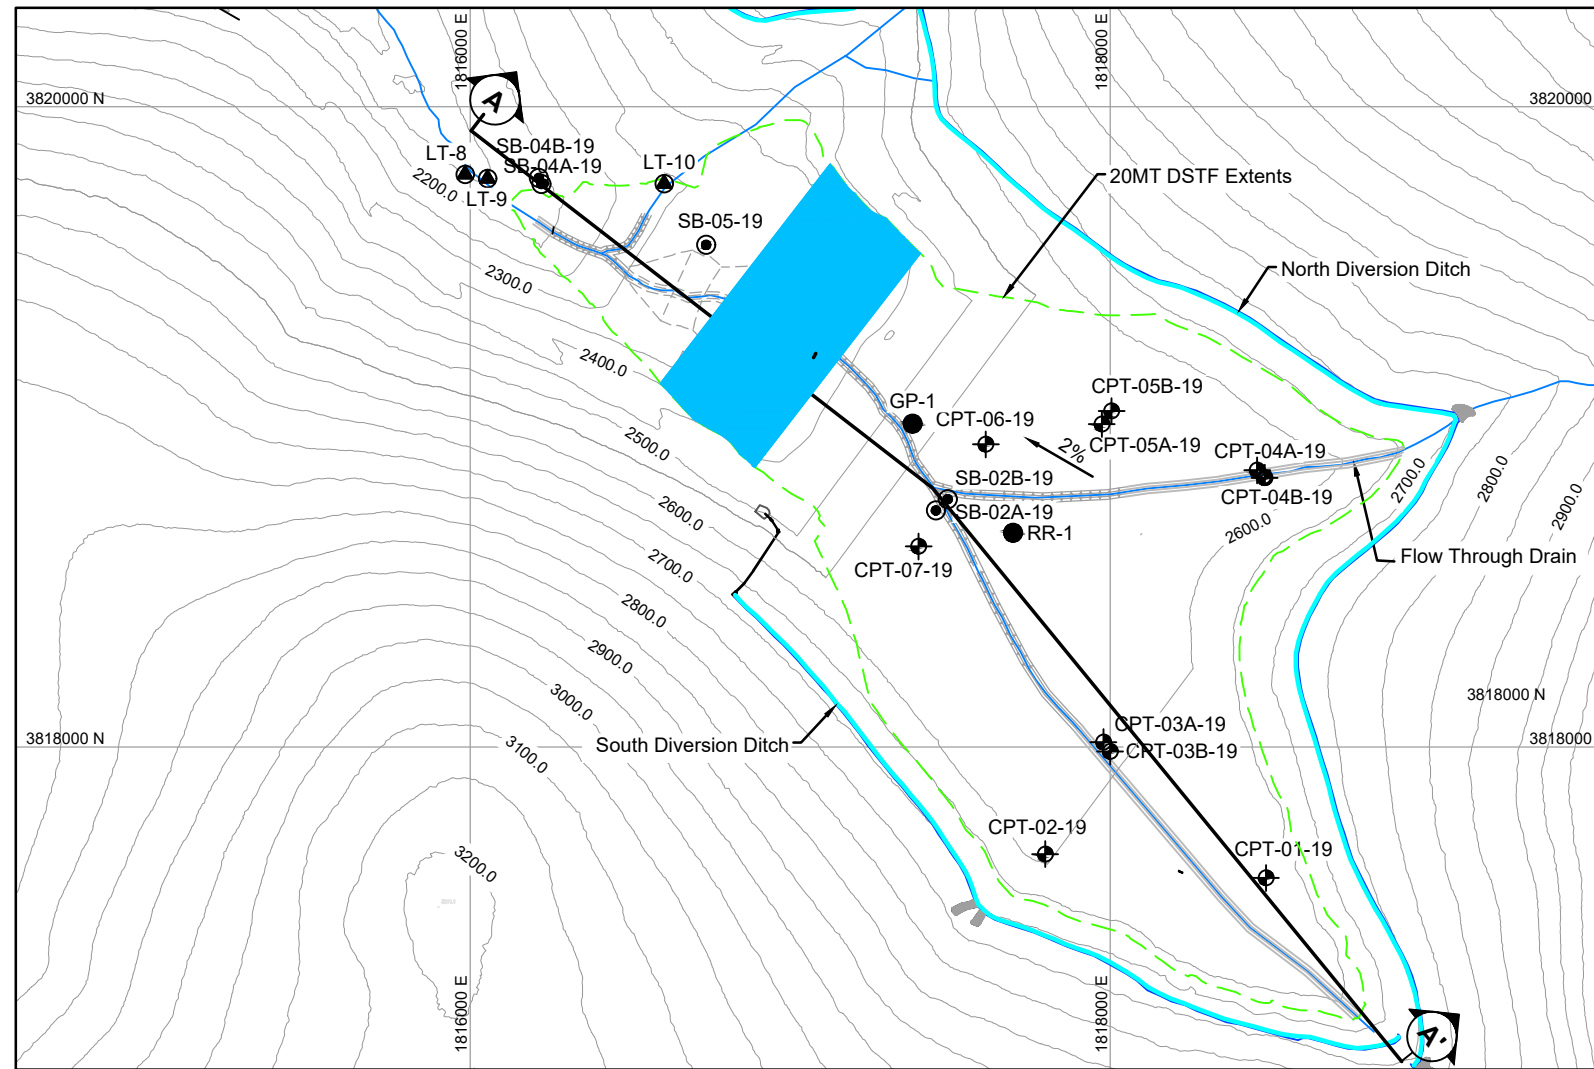 1816000 E
1818000 E
3820000 N
3820000
A
SB-04B-19
LT-8
SB-04A-19
LT-10
2200.0
LT-9
20MT DSTF Extents
SB-05-19
North Diversion Ditch
2300.0
2400.0
CPT-05B-19
GP-1
CPT-06-19
2%
CPT-05A-19
2500.0
CPT-04A-19
2700.0
2800.0
2900.0
SB-02B-19
CPT-04B-19
2600.0
SB-02A-19
2600.0
RR-1
Flow Through Drain
2700.0
CPT-07-19
2800.0
2900.0
3000.0
3818000 N
CPT-03A-19
3818000 N
South Diversion Ditch
CPT-03B-19
3818000
3100.0
CPT-02-19
CPT-01-19
3200.0
1816000 E
1818000 E
A'